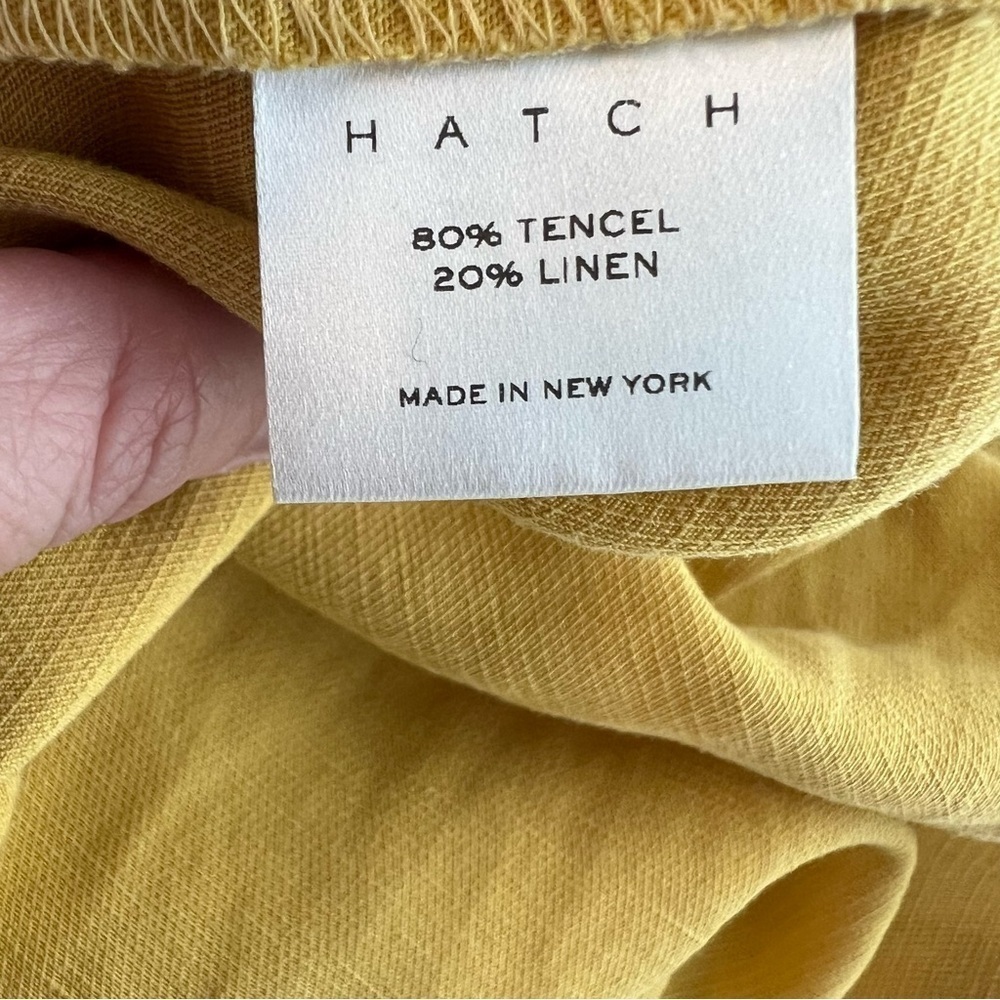 HATCH
80% TENCEL
20% LINEN
MADE IN NEW YORK